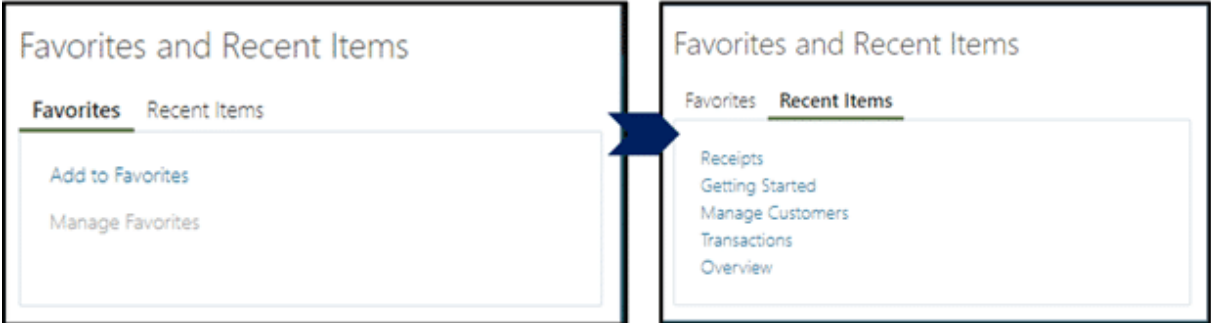 Favorites and Recent Items
Favorites Recent Items
Add to Favorites
Manage Favorites
Favorites and Recent Items
Favorites Recent Items
Receipts
Getting Started
Manage Customers
Transactions
Overview